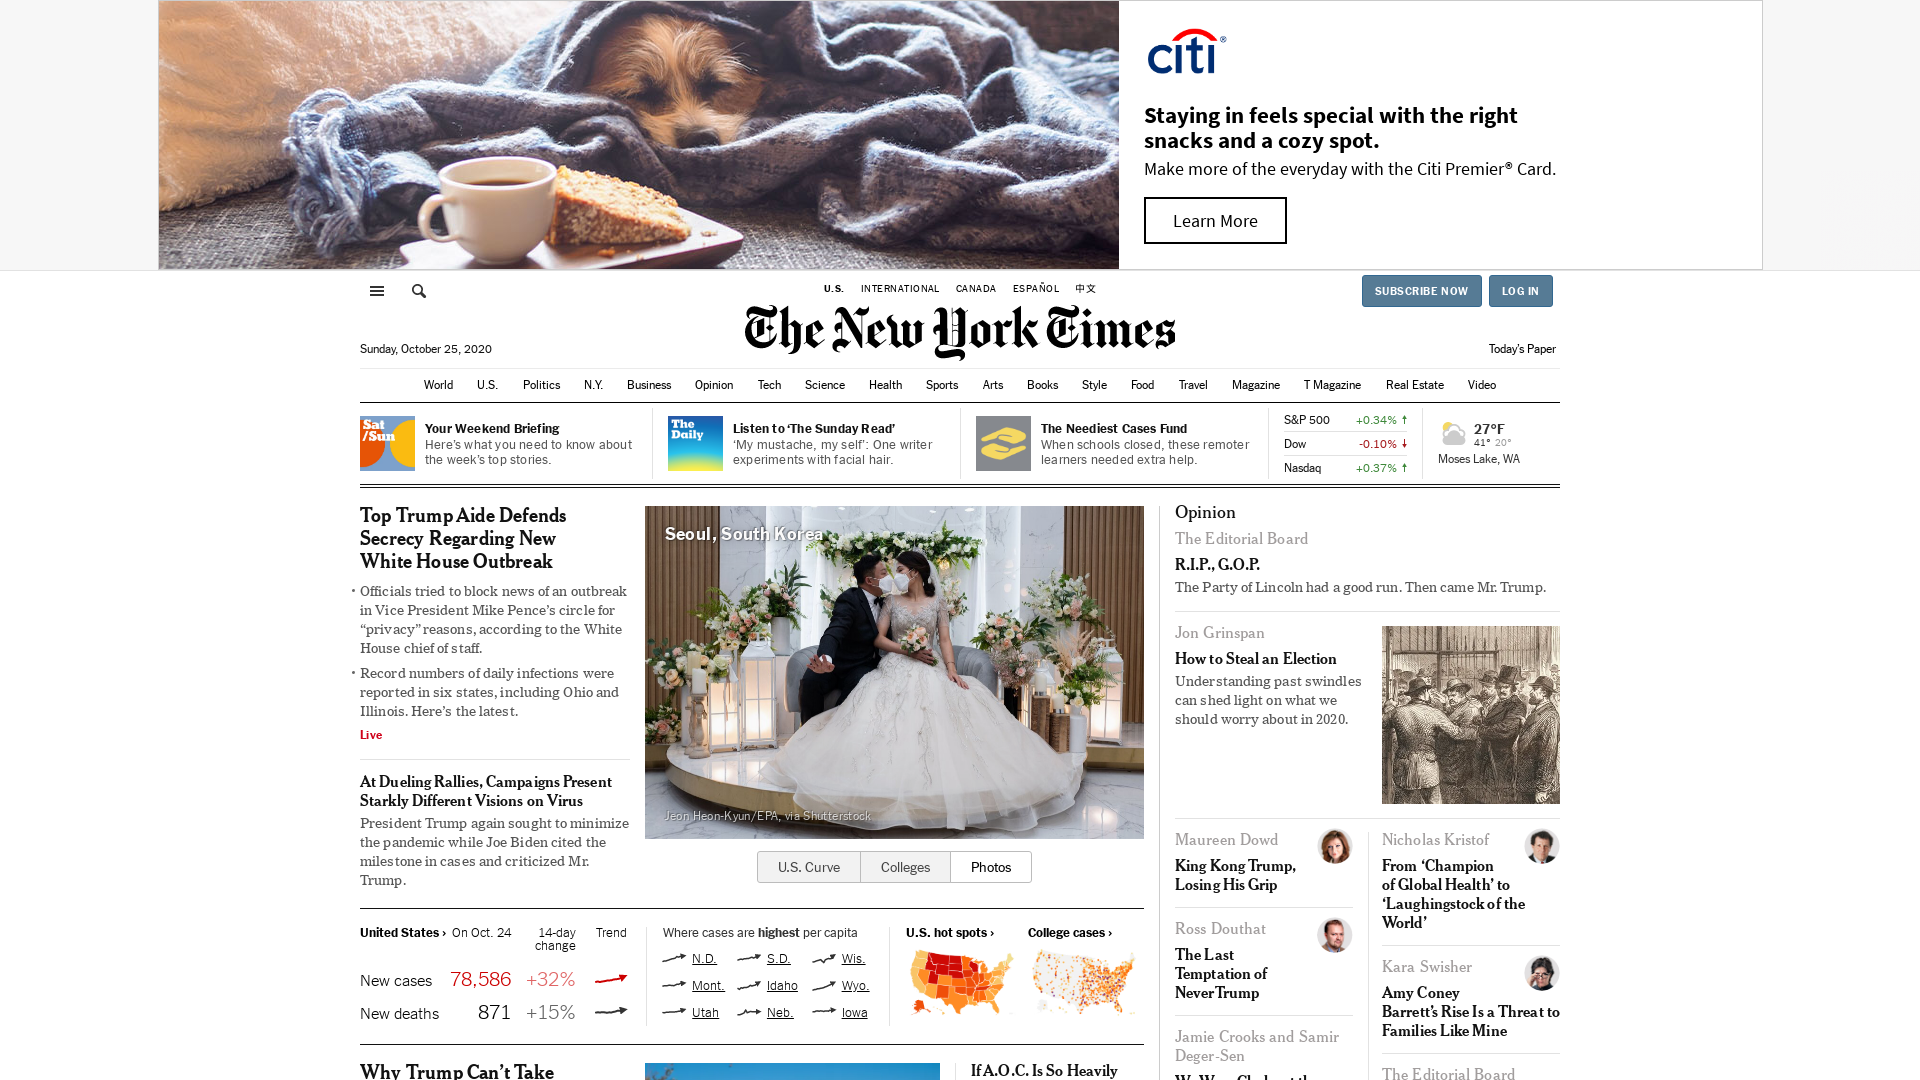 citi®
Staying in feels special with the right
snacks and a cozy spot.
Make more of the everyday with the Citi Premier® Card.
Learn More
U.S.
INTERNATIONAL
CANADA
ESPAÑOL
中文
SUBSCRIBE NOW
LOG IN
The New York Times
Sunday, October 25, 2020
Today’s Paper
World U.S. Politics N.Y. Business Opinion Tech Science Health Sports Arts Books Style Food Travel Magazine T Magazine Real Estate Video
Sat
/Sun
Your Weekend Briefing
Here’s what you need to know about
the week’s top stories.
The
Daily
Listen to ‘The Sunday Read’
‘My mustache, my self’: One writer
experiments with facial hair.
The Neediest Cases Fund
When schools closed, these remoter
learners needed extra help.
S&P 500 +0.34% ↑
Dow -0.10% ↓
Nasdaq +0.37% ↑
27°F
41° 20°
Moses Lake, WA
Top Trump Aide Defends
Secrecy Regarding New
White House Outbreak
• Officials tried to block news of an outbreak
in Vice President Mike Pence’s circle for
“privacy” reasons, according to the White
House chief of staff.
• Record numbers of daily infections were
reported in six states, including Ohio and
Illinois. Here’s the latest.
Live
At Dueling Rallies, Campaigns Present
Starkly Different Visions on Virus
President Trump again sought to minimize
the pandemic while Joe Biden cited the
milestone in cases and criticized Mr.
Trump.
Seoul, South Korea
Jeon Heon-Kyun/EPA, via Shutterstock
U.S. Curve
Colleges
Photos
United States › On Oct. 24 14-day Trend
change
New cases 78,586 +32%
New deaths 871 +15%
Where cases are highest per capita
N.D. S.D. Wis.
Mont. Idaho Wyo.
Utah Neb. Iowa
U.S. hot spots ›
College cases ›
Why Trump Can’t Take
If A.O.C. Is So Heavily
Opinion
The Editorial Board
R.I.P., G.O.P.
The Party of Lincoln had a good run. Then came Mr. Trump.
Jon Grinspan
How to Steal an Election
Understanding past swindles
can shed light on what we
should worry about in 2020.
Maureen Dowd
King Kong Trump,
Losing His Grip
Ross Douthat
The Last
Temptation of
NeverTrump
Jamie Crooks and Samir
Deger-Sen
Nicholas Kristof
From ‘Champion
of Global Health’ to
‘Laughingstock of the
World’
Kara Swisher
Amy Coney
Barrett’s Rise Is a Threat to
Families Like Mine
The Editorial Board